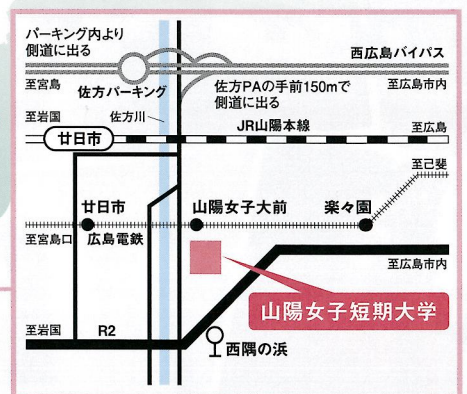 パーキング内より
側道に出る
西広島バイパス
至宮島
佐方パーキング
佐方PAの手前150mで
側道に出る
至広島市内
至岩国
佐方川
JR山陽本線
至広島
廿日市
至己斐
廿日市
山陽女子大前
楽々園
至宮島口
広島電鉄
至広島市内
山陽女子短期大学
至岩国
R2
西隅の浜